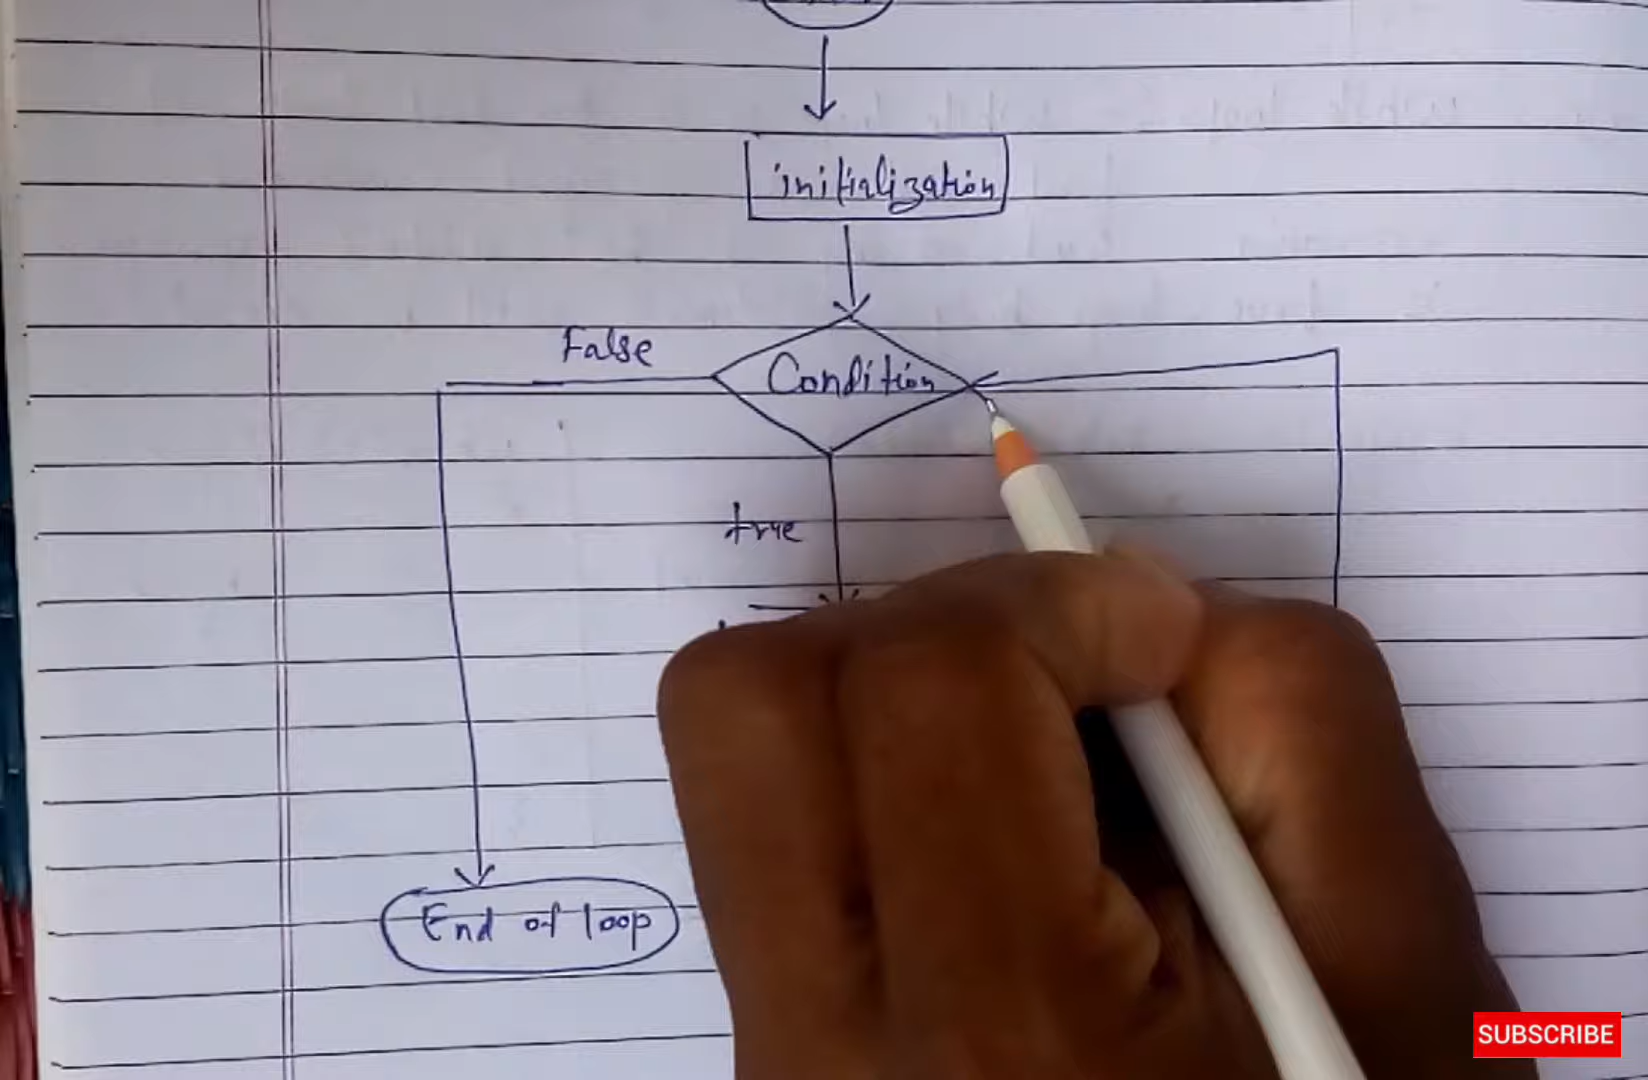 initialization
False
Condition
true
End of loop
SUBSCRIBE